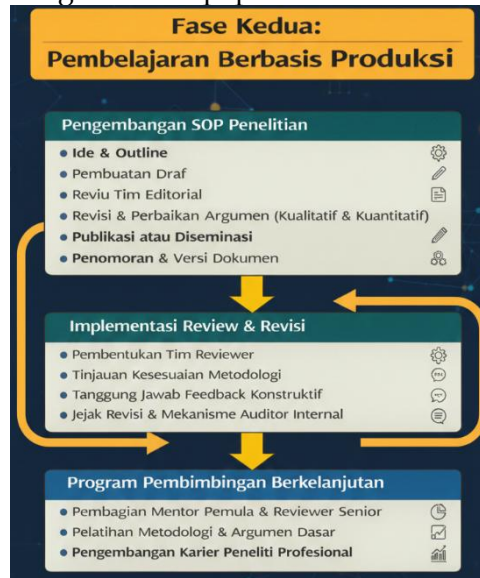 Fase Kedua:
Pembelajaran Berbasis Produksi
Pengembangan SOP Penelitian
• Ide & Outline
• Pembuatan Draf
• Reviu Tim Editorial
• Revisi & Perbaikan Argumen (Kualitatif & Kuantitatif)
• Publikasi atau Diseminasi
• Penomoran & Versi Dokumen
Implementasi Review & Revisi
• Pembentukan Tim Reviewer
• Tinjauan Kesesuaian Metodologi
• Tanggung Jawab Feedback Konstruktif
• Jejak Revisi & Mekanisme Auditor Internal
Program Pembimbingan Berkelanjutan
• Pembagian Mentor Pemula & Reviewer Senior
• Pelatihan Metodologi & Argumen Dasar
• Pengembangan Karier Peneliti Profesional